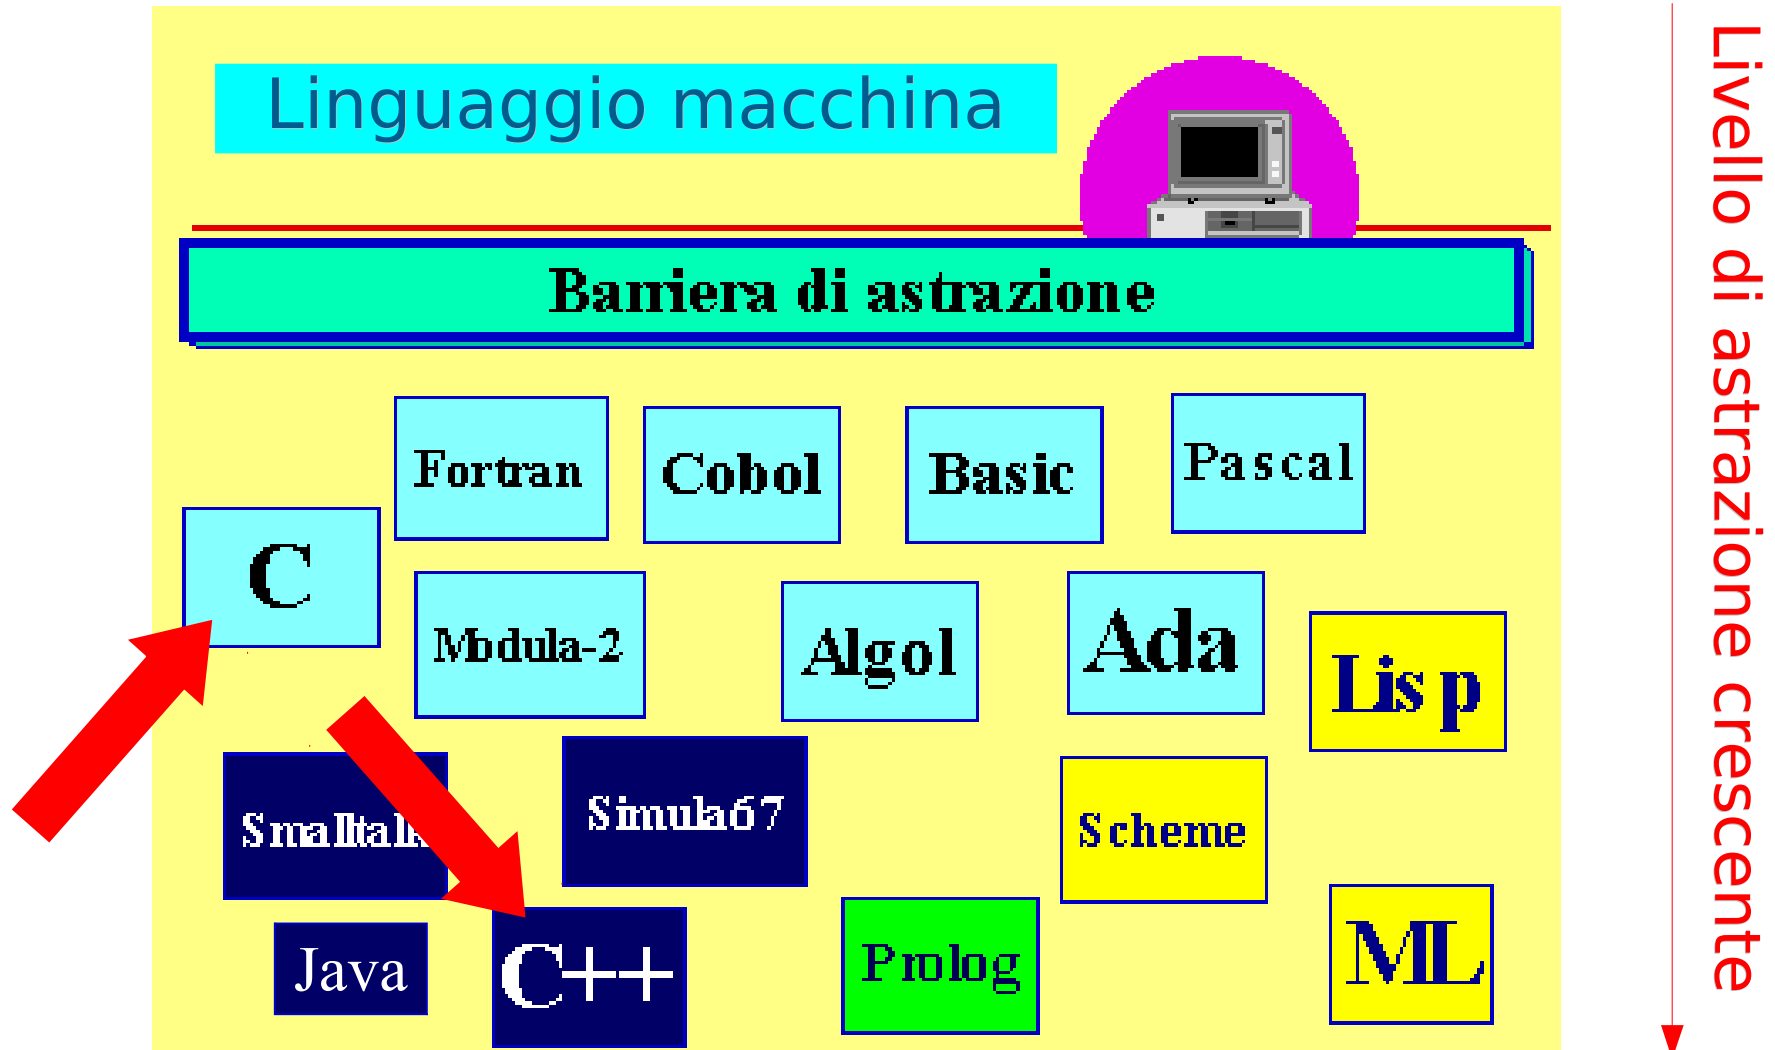 Linguaggio macchina
Barriera di astrazione
Fortran
Cobol
Basic
Pascal
C
Modula-2
Algol
Ada
Lisp
Smalltalk
Simula67
Scheme
Java
C++
Prolog
ML
Livello di astrazione crescente